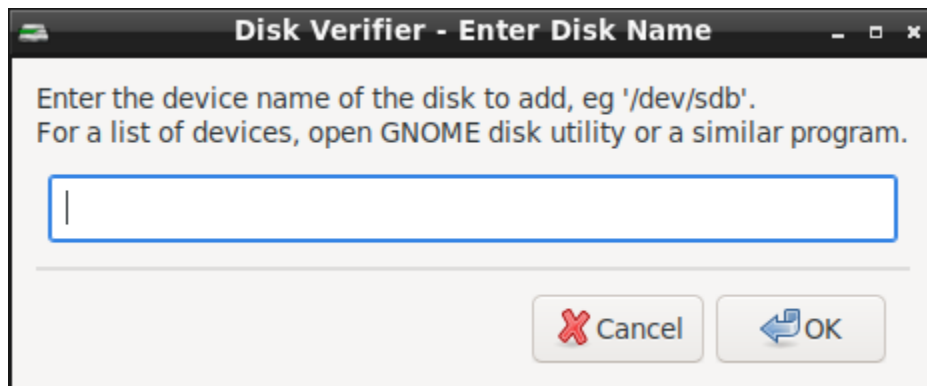 Disk Verifier - Enter Disk Name
Enter the device name of the disk to add, eg '/dev/sdb'.
For a list of devices, open GNOME disk utility or a similar program.
Cancel
OK